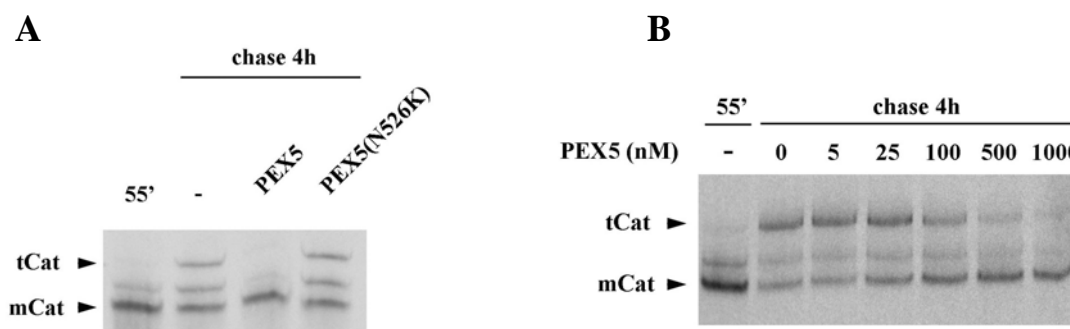 A
chase 4h
55' - PEX5 PEX5(N526K)
tCat
mCat
B
55' chase 4h
PEX5 (nM) - 0 5 25 100 500 1000
tCat
mCat